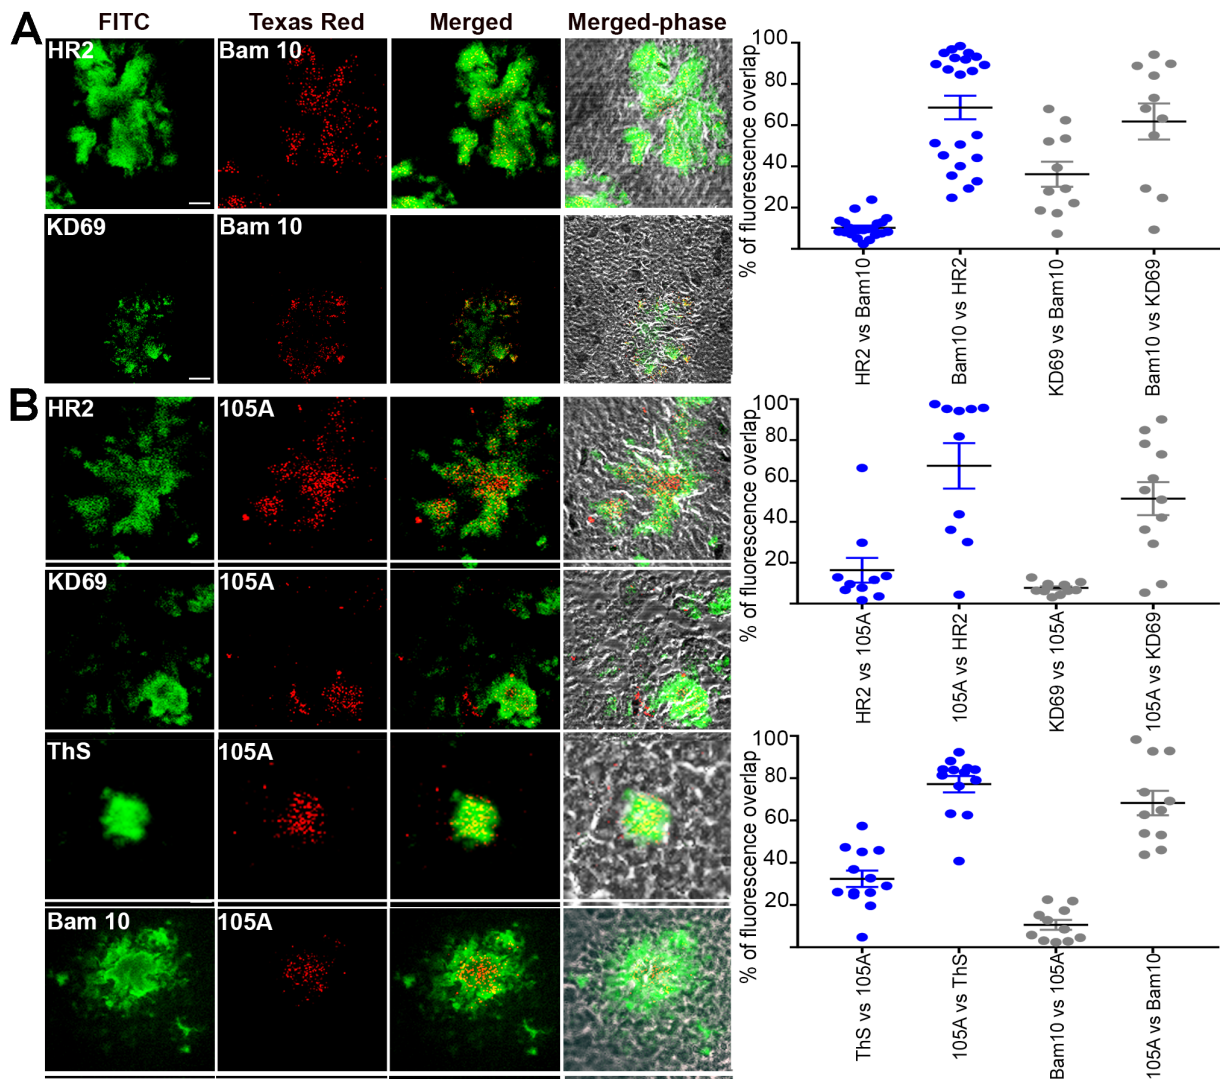 A
FITC
Texas Red
Merged
Merged-phase
HR2
Bam 10
KD69
Bam 10
% of fluorescence overlap
100
80
60
40
20
HR2 vs Bam10
Bam10 vs HR2
KD69 vs Bam10
Bam10 vs KD69
B
HR2
105A
KD69
105A
ThS
105A
Bam 10
105A
% of fluorescence overlap
100
80
60
40
20
HR2 vs 105A
105A vs HR2
KD69 vs 105A
105A vs KD69
% of fluorescence overlap
100
80
60
40
20
ThS vs 105A
105A vs ThS
Bam10 vs 105A
105A vs Bam10